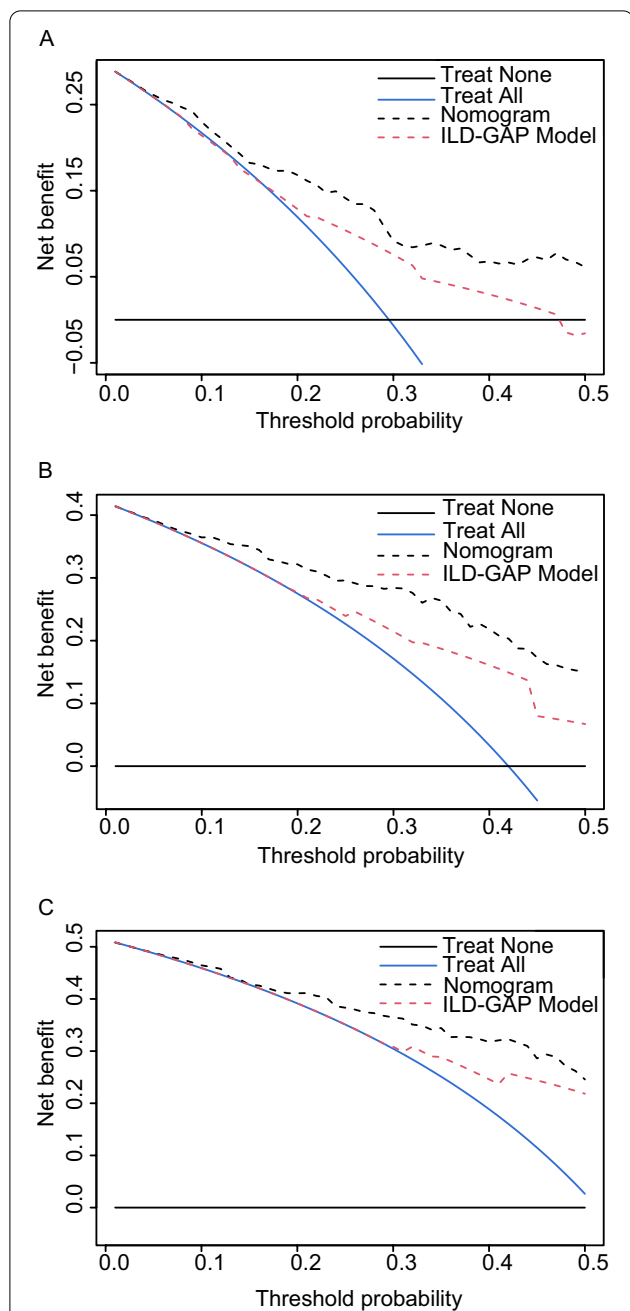 A
Treat None
Treat All
Nomogram
ILD-GAP Model
Net benefit
0.25
0.15
0.05
−0.05
0.0 0.1 0.2 0.3 0.4 0.5
Threshold probability
B
Treat None
Treat All
Nomogram
ILD-GAP Model
Net benefit
0.4
0.3
0.2
0.1
0.0
0.0 0.1 0.2 0.3 0.4 0.5
Threshold probability
C
Treat None
Treat All
Nomogram
ILD-GAP Model
Net benefit
0.5
0.4
0.3
0.2
0.1
0.0
0.0 0.1 0.2 0.3 0.4 0.5
Threshold probability